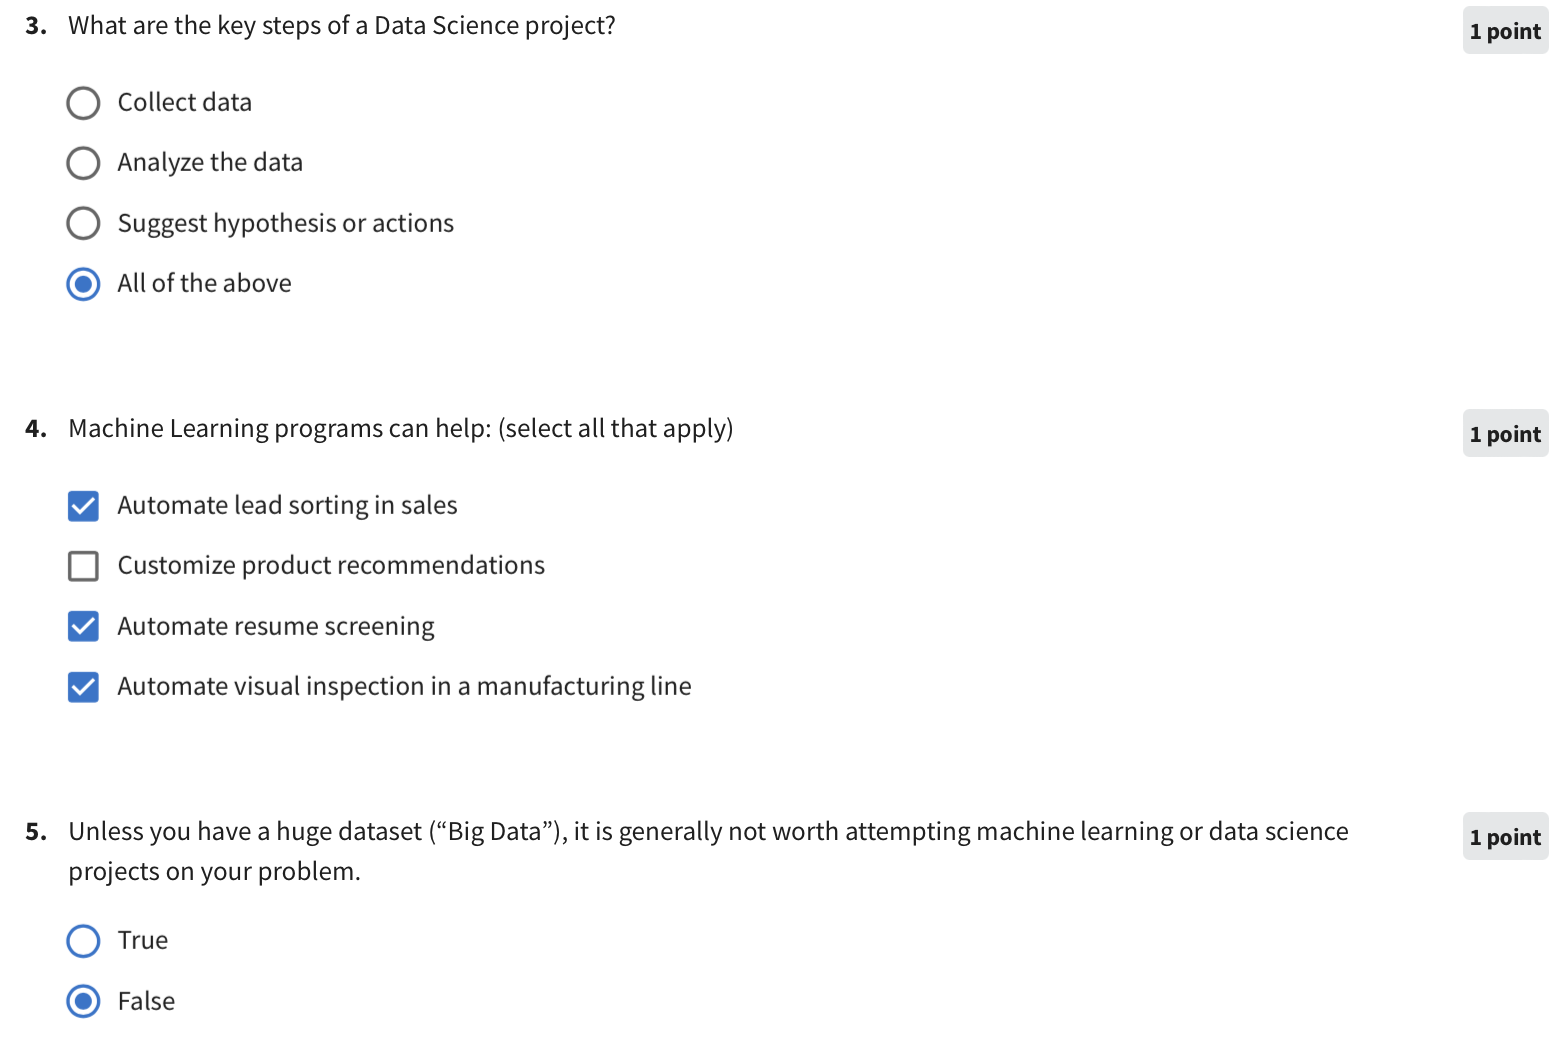 3. What are the key steps of a Data Science project?
1 point
Collect data
Analyze the data
Suggest hypothesis or actions
All of the above
4. Machine Learning programs can help: (select all that apply)
1 point
Automate lead sorting in sales
Customize product recommendations
Automate resume screening
Automate visual inspection in a manufacturing line
5. Unless you have a huge dataset (“Big Data”), it is generally not worth attempting machine learning or data science
projects on your problem.
1 point
True
False